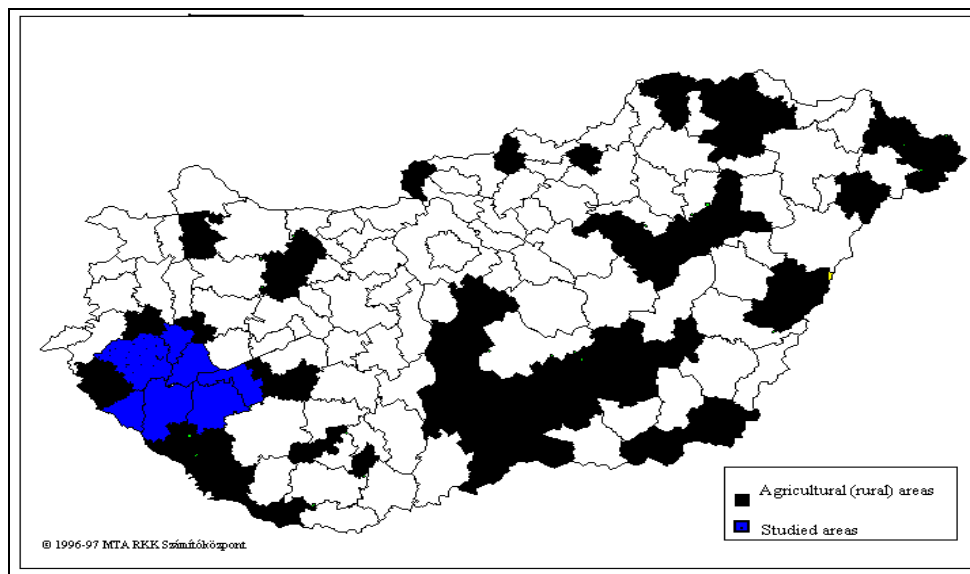 Agricultural (rural) areas
Studied areas
© 1996-97 MTA RKK Számítóközpont